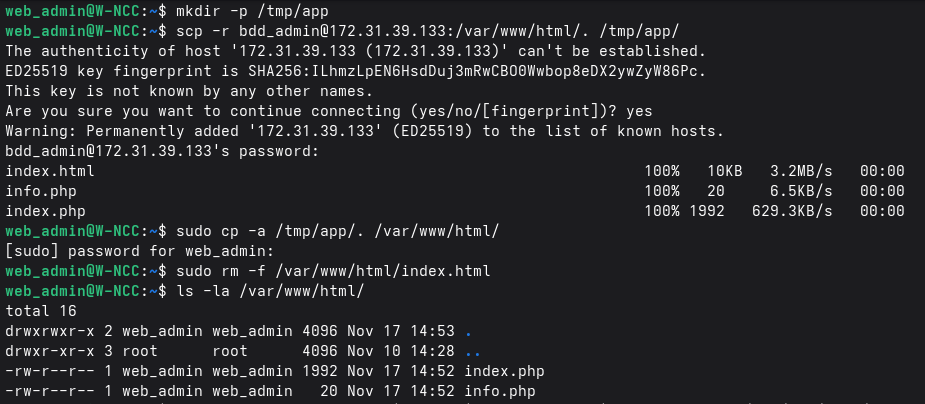 web_admin@W-NCC:~$ mkdir -p /tmp/app
web_admin@W-NCC:~$ scp -r bdd_admin@172.31.39.133:/var/www/html/. /tmp/app/
The authenticity of host '172.31.39.133 (172.31.39.133)' can't be established.
ED25519 key fingerprint is SHA256:ILhmzLpEN6HsdDuj3mRwCBO0Wwbop8eDX2ywZyW86Pc.
This key is not known by any other names.
Are you sure you want to continue connecting (yes/no/[fingerprint])? yes
Warning: Permanently added '172.31.39.133' (ED25519) to the list of known hosts.
bdd_admin@172.31.39.133's password:
index.html 100% 10KB 3.2MB/s 00:00
info.php 100% 20 6.5KB/s 00:00
index.php 100% 1992 629.3KB/s 00:00
web_admin@W-NCC:~$ sudo cp -a /tmp/app/. /var/www/html/
[sudo] password for web_admin:
web_admin@W-NCC:~$ sudo rm -f /var/www/html/index.html
web_admin@W-NCC:~$ ls -la /var/www/html/
total 16
drwxrwxr-x 2 web_admin web_admin 4096 Nov 17 14:53 .
drwxr-xr-x 3 root root 4096 Nov 10 14:28 ..
-rw-r--r-- 1 web_admin web_admin 1992 Nov 17 14:52 index.php
-rw-r--r-- 1 web_admin web_admin 20 Nov 17 14:52 info.php